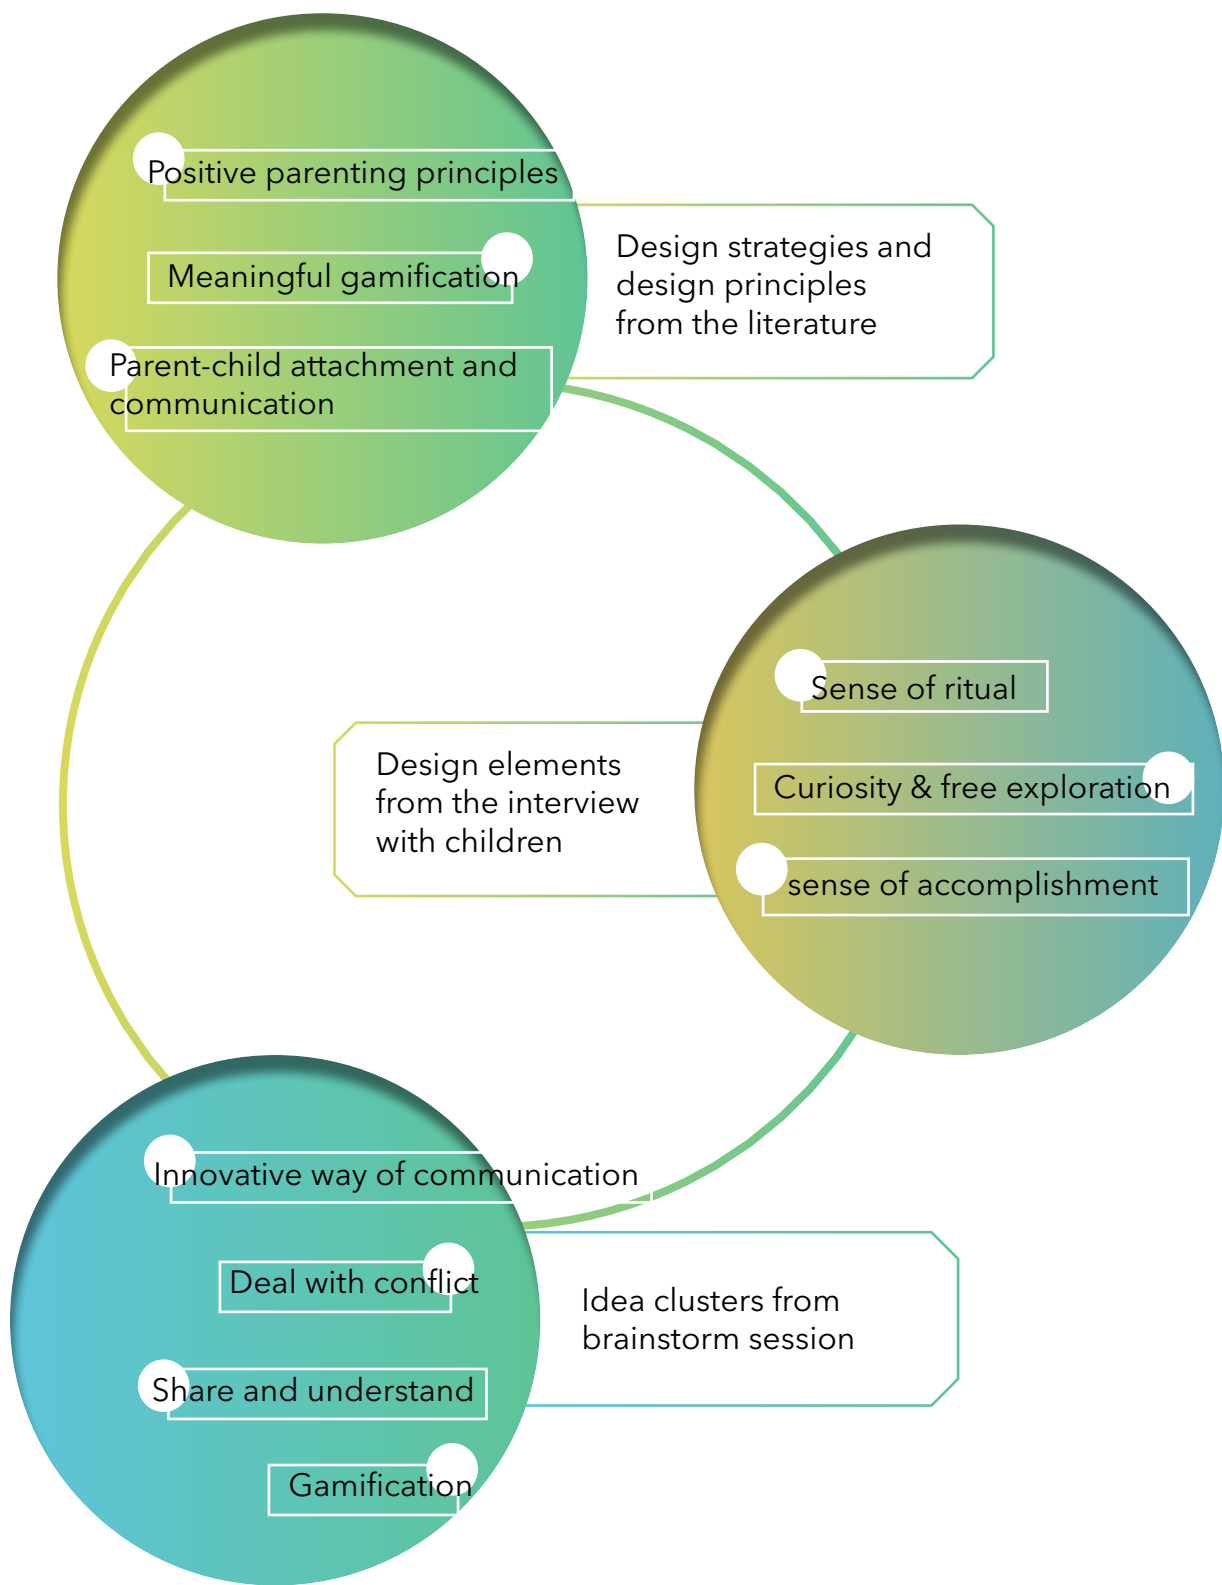 Positive parenting principles
Meaningful gamification
Parent-child attachment and
communication
Design strategies and
design principles
from the literature
Sense of ritual
Curiosity & free exploration
sense of accomplishment
Design elements
from the interview
with children
Innovative way of communication
Deal with conflict
Share and understand
Gamification
Idea clusters from
brainstorm session